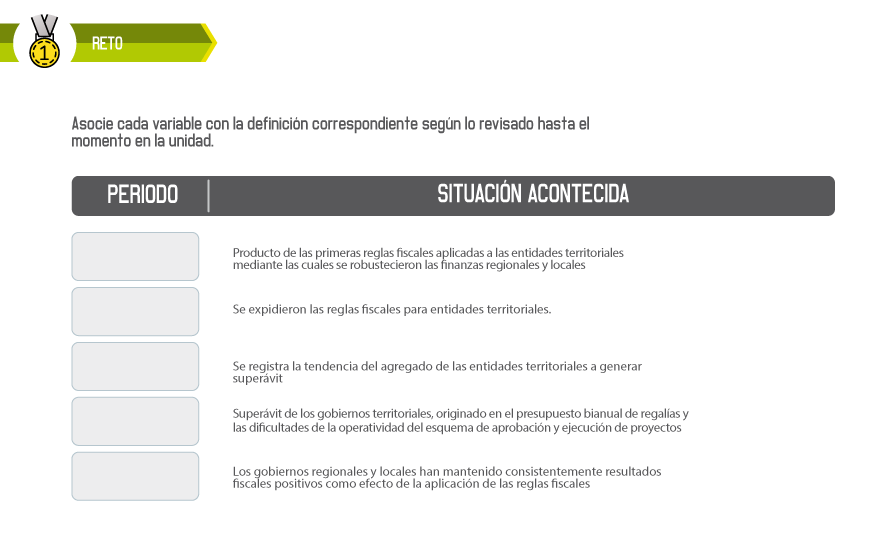 1
RETO
Asocie cada variable con la definición correspondiente según lo revisado hasta el
momento en la unidad.
PERIODO
SITUACIÓN ACONTECIDA
Producto de las primeras reglas fiscales aplicadas a las entidades territoriales
mediante las cuales se robustecieron las finanzas regionales y locales
Se expidieron las reglas fiscales para entidades territoriales.
Se registra la tendencia del agregado de las entidades territoriales a generar
superávit
Superávit de los gobiernos territoriales, originado en el presupuesto bianual de regalías y
las dificultades de la operatividad del esquema de aprobación y ejecución de proyectos
Los gobiernos regionales y locales han mantenido consistentemente resultados
fiscales positivos como efecto de la aplicación de las reglas fiscales